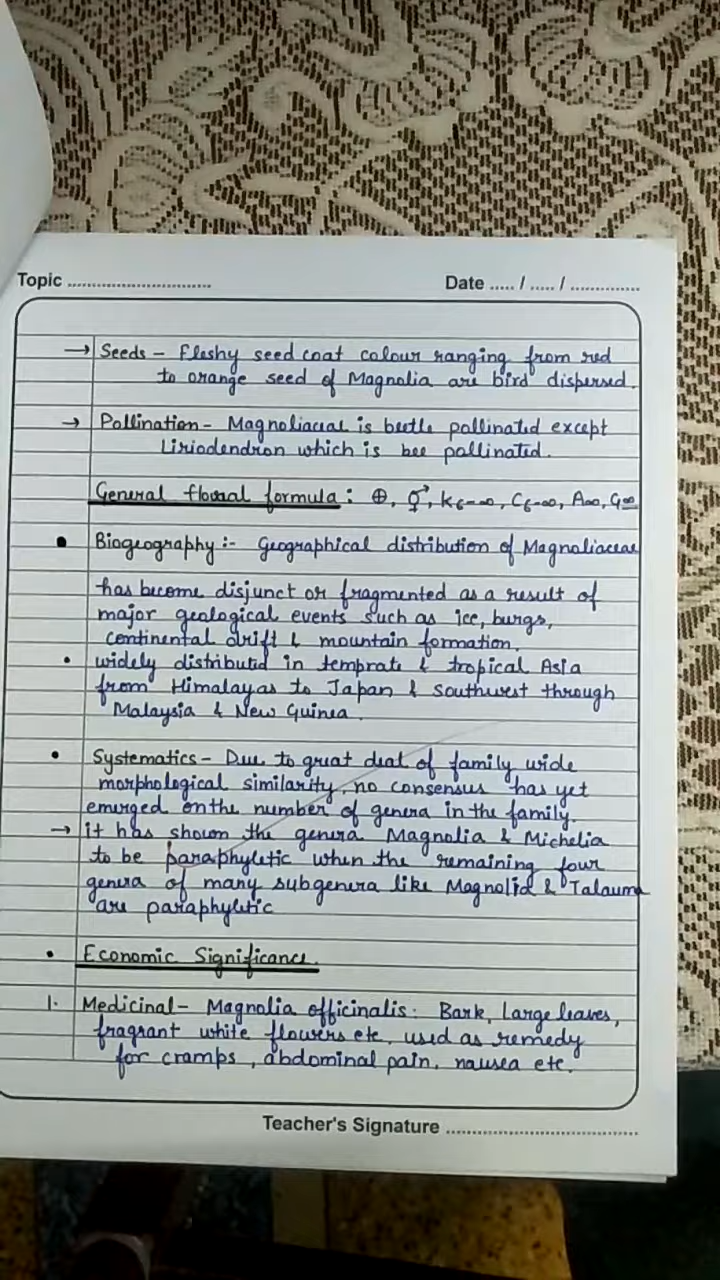 Topic ............................. Date ..... / ..... / ..............
→ Seeds – Fleshy seed coat colour ranging from red
to orange seed of Magnolia are bird dispersed.
→ Pollination – Magnoliaceae is beetle pollinated except
Liriodendron which is bee pollinated.
General floral formula : ⊕, ⚥, K6-∞, C6-∞, A∞, G∞
• Biogeography :- Geographical distribution of Magnoliaceae
has become disjunct or fragmented as a result of
major geological events such as ice, burgs,
continental drift & mountain formation.
• widely distributed in temprate & tropical Asia
from Himalayas to Japan & southwest through
Malaysia & New Guinea.
• Systematics – Due to great deal of family wide
morphological similarity, no consensus has yet
emerged on the number of genera in the family.
→ it has shown the genera Magnolia & Michelia
to be paraphyletic when the remaining four
genera of many subgenera like Magnolia & Talauma
are paraphyletic
• Economic Significance.
1. Medicinal – Magnolia officinalis : Bark, Large leaves,
fragrant white flowers etc, used as remedy
for cramps, abdominal pain, nausea etc.
Teacher's Signature ......................................